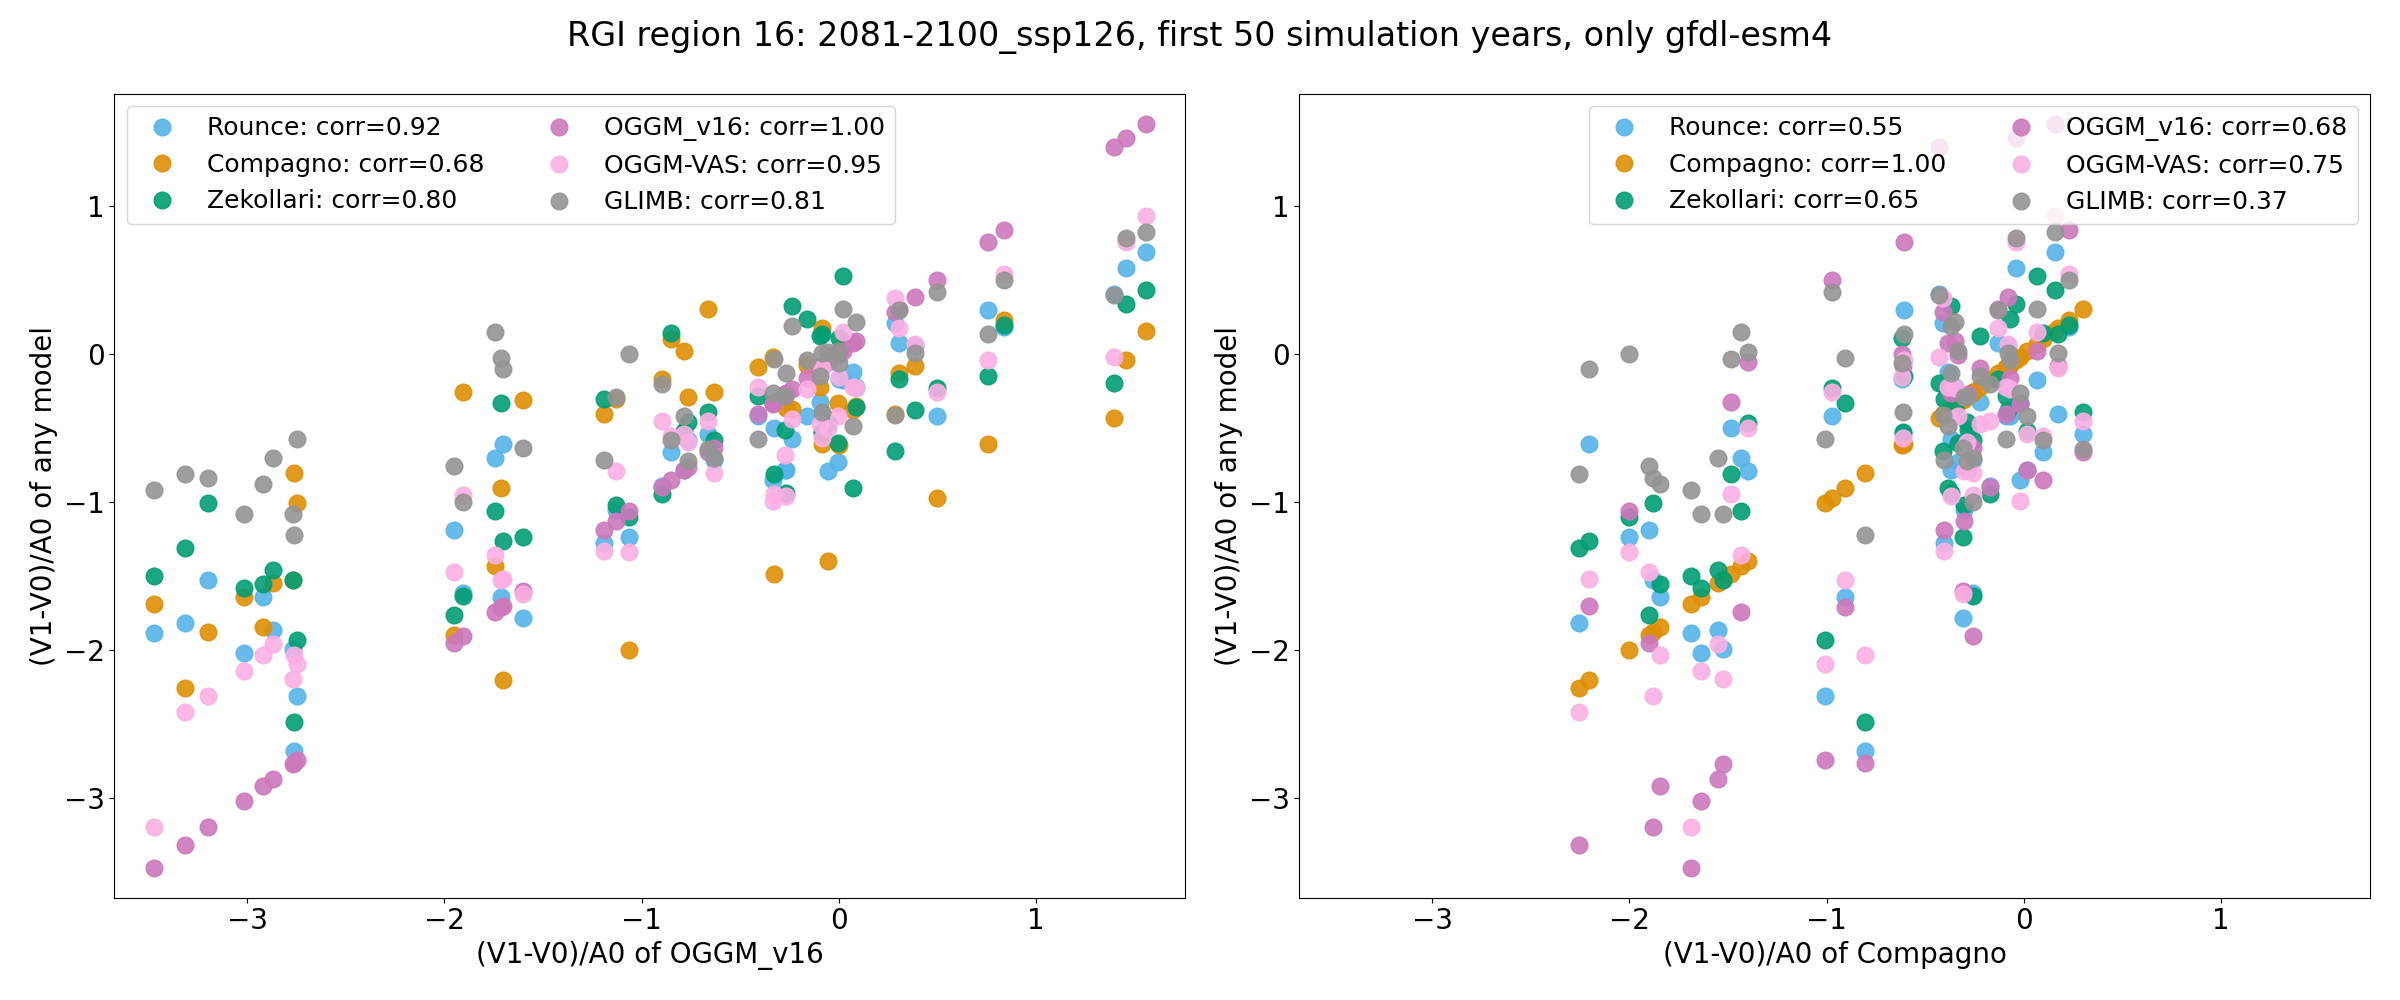 RGI region 16: 2081-2100_ssp126, first 50 simulation years, only gfdl-esm4
Rounce: corr=0.92
Compagno: corr=0.68
Zekollari: corr=0.80
OGGM_v16: corr=1.00
OGGM-VAS: corr=0.95
GLIMB: corr=0.81
(V1-V0)/A0 of any model
1
0
−1
−2
−3
−3
−2
−1
0
1
(V1-V0)/A0 of OGGM_v16
Rounce: corr=0.55
Compagno: corr=1.00
Zekollari: corr=0.65
OGGM_v16: corr=0.68
OGGM-VAS: corr=0.75
GLIMB: corr=0.37
(V1-V0)/A0 of any model
1
0
−1
−2
−3
−3
−2
−1
0
1
(V1-V0)/A0 of Compagno